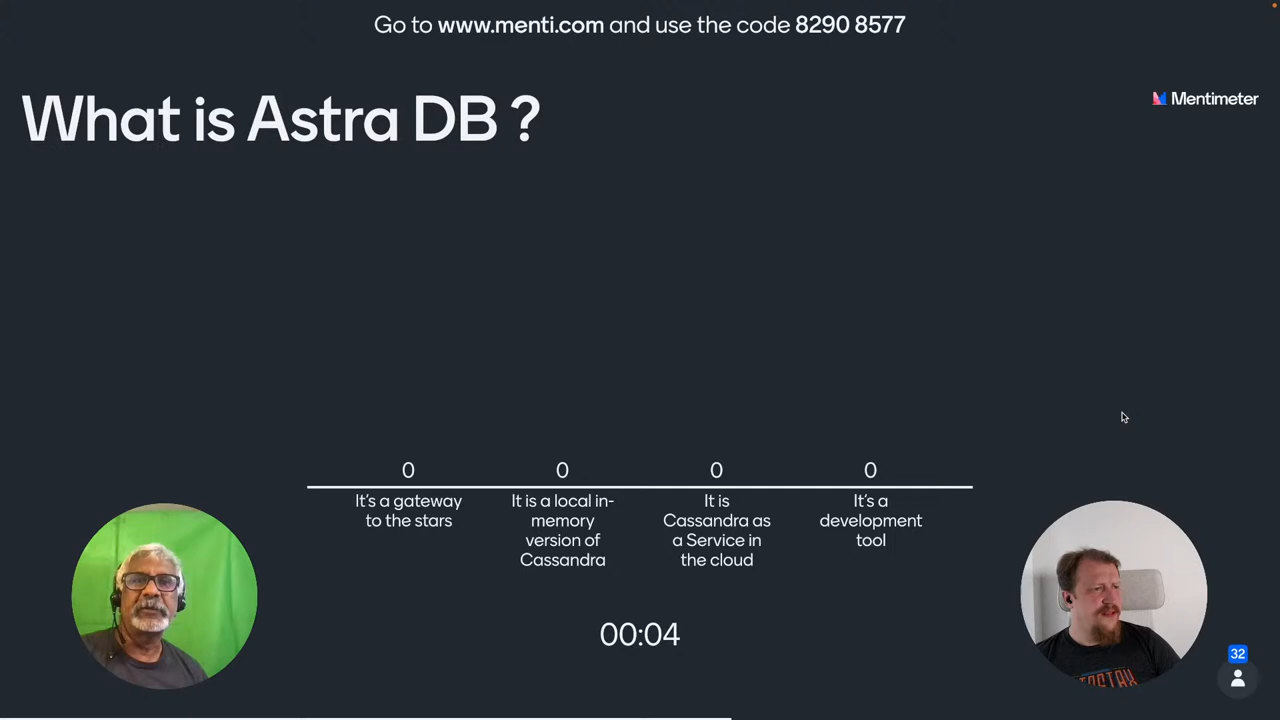 Go to www.menti.com and use the code 8290 8577
What is Astra DB ?
Mentimeter
0
0
0
0
It's a gateway
to the stars
It is a local in-
memory
version of
Cassandra
It is
Cassandra as
a Service in
the cloud
It's a
development
tool
00:04
32